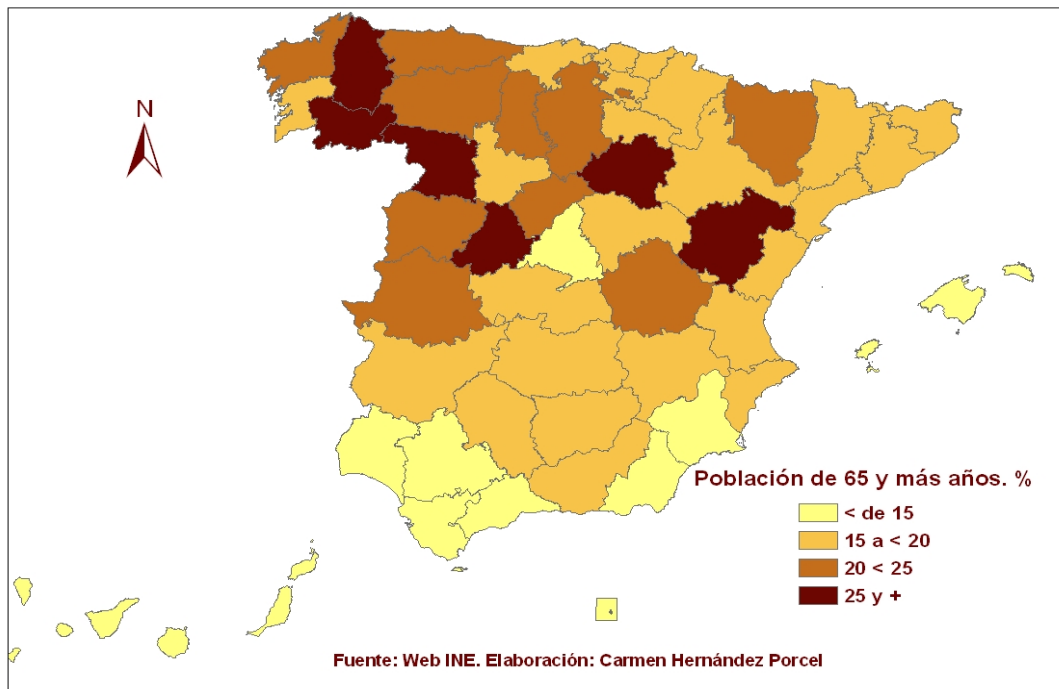 N
Población de 65 y más años. %
< de 15
15 a < 20
20 < 25
25 y +
Fuente: Web INE. Elaboración: Carmen Hernández Porcel